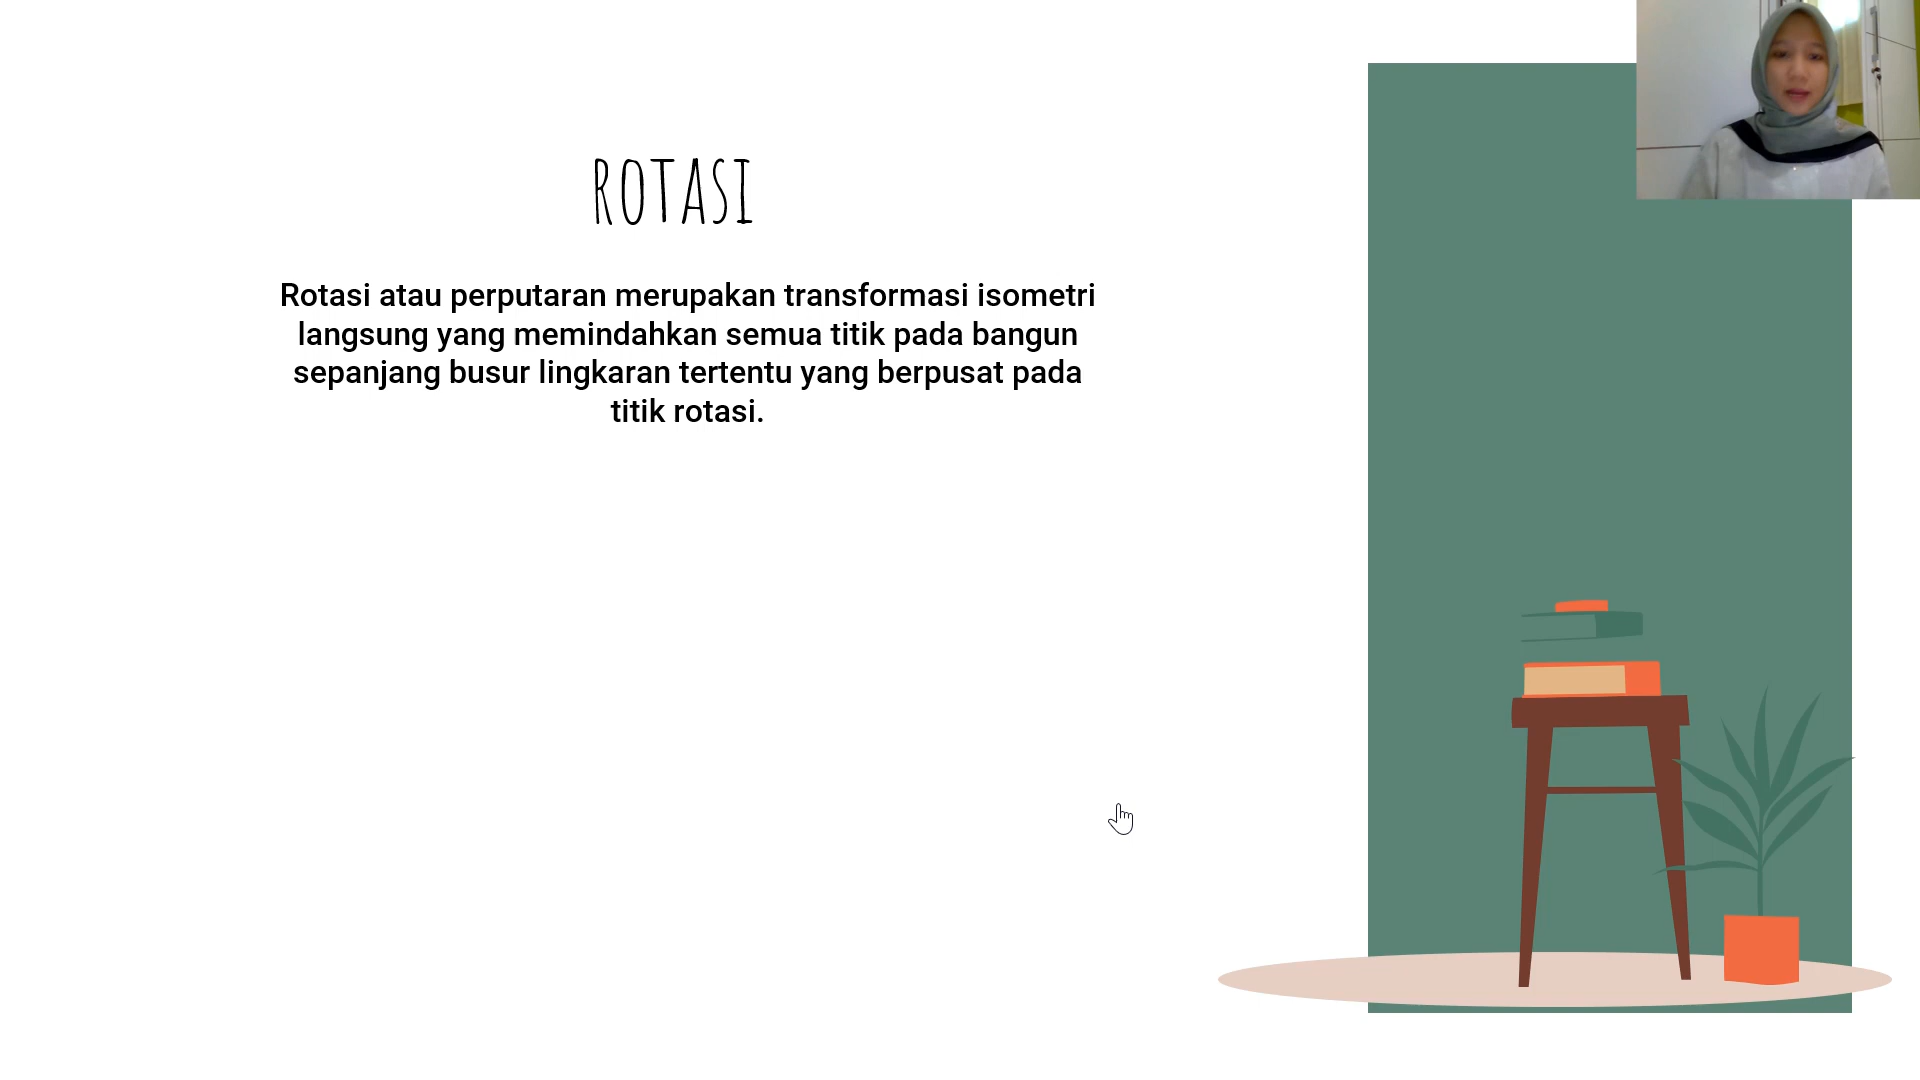 ROTASI
Rotasi atau perputaran merupakan transformasi isometri
langsung yang memindahkan semua titik pada bangun
sepanjang busur lingkaran tertentu yang berpusat pada
titik rotasi.